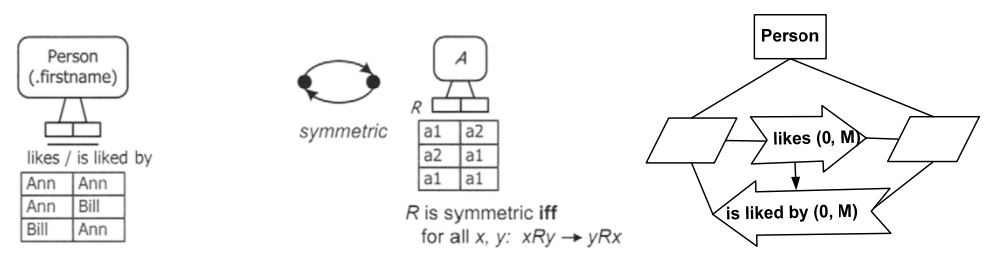 Person
(.firstname)
likes / is liked by
Ann Ann
Ann Bill
Bill Ann
symmetric
A
R
a1 a2
a2 a1
a1 a1
R is symmetric iff
for all x, y: xRy → yRx
Person
likes (0, M)
is liked by (0, M)